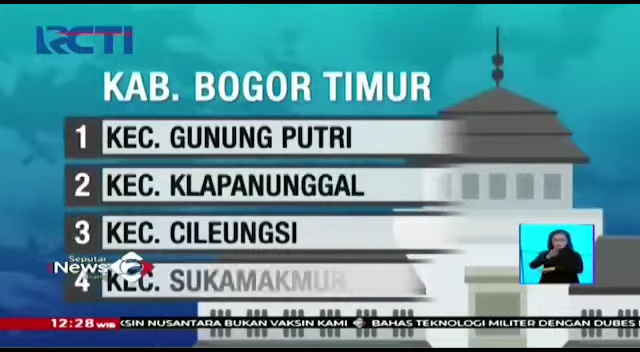 RCTI
KAB. BOGOR TIMUR
1 KEC. GUNUNG PUTRI
2 KEC. KLAPANUNGGAL
3 KEC. CILEUNGSI
4 KEC. SUKAMAKMUR
Seputar
iNews
12:28 WIB KSIN NUSANTARA BUKAN VAKSIN KAMI BAHAS TEKNOLOGI MILITER DENGAN DUBES